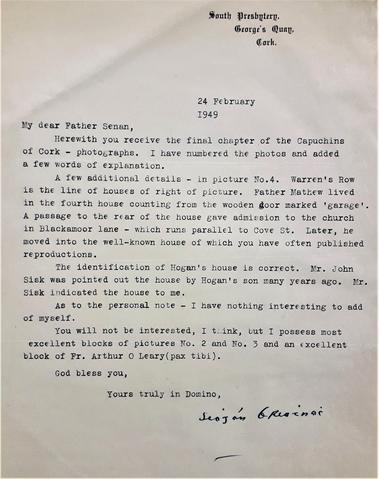 South Presbytery,
George's Quay,
Cork.
24 February
1949
My dear Father Senan,
Herewith you receive the final chapter of the Capuchins
of Cork - photographs. I have numbered the photos and added
a few words of explanation.
A few additional details - in picture No.4. Warren's Row
is the line of houses of right of picture. Father Mathew lived
in the fourth house counting from the wooden door marked 'garage'.
A passage to the rear of the house gave admission to the church
in Blackamoor lane - which runs parallel to Cove St. Later, he
moved into the well-known house of which you have often published
reproductions.
The identification of Hogan's house is correct. Mr. John
Sisk was pointed out the house by Hogan's son many years ago. Mr.
Sisk indicated the house to me.
As to the personal note - I have nothing interesting to add
of myself.
You will not be interested, I think, but I possess most
excellent blocks of pictures No. 2 and No. 3 and an excellent
block of Fr. Arthur O Leary(pax tibi).
God bless you,
Yours truly in Domino,